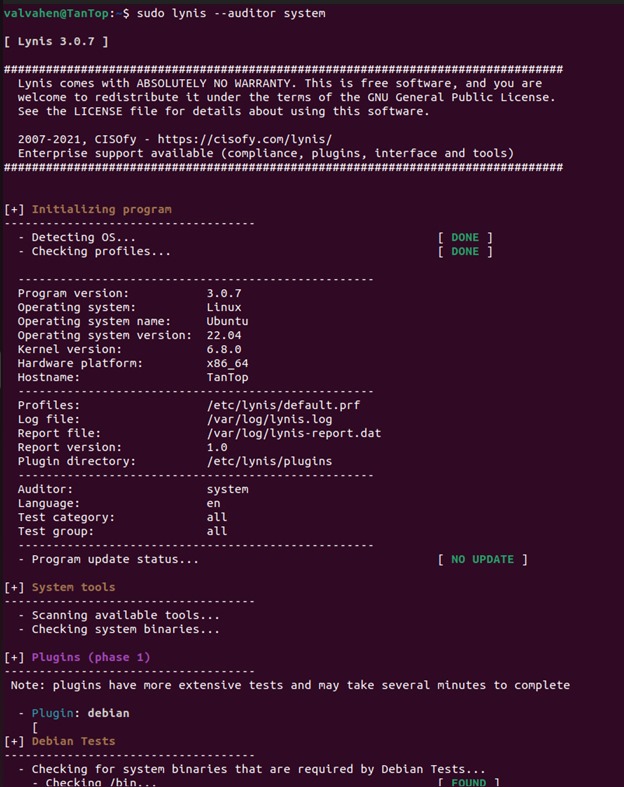 valvahen@TanTop:~$ sudo lynis --auditor system
[ Lynis 3.0.7 ]
################################################################################
Lynis comes with ABSOLUTELY NO WARRANTY. This is free software, and you are
welcome to redistribute it under the terms of the GNU General Public License.
See the LICENSE file for details about using this software.
2007-2021, CISOfy - https://cisofy.com/lynis/
Enterprise support available (compliance, plugins, interface and tools)
################################################################################
[+] Initializing program
------------------------------------
- Detecting OS... [ DONE ]
- Checking profiles... [ DONE ]
---------------------------------------------------
Program version: 3.0.7
Operating system: Linux
Operating system name: Ubuntu
Operating system version: 22.04
Kernel version: 6.8.0
Hardware platform: x86_64
Hostname: TanTop
---------------------------------------------------
Profiles: /etc/lynis/default.prf
Log file: /var/log/lynis.log
Report file: /var/log/lynis-report.dat
Report version: 1.0
Plugin directory: /etc/lynis/plugins
---------------------------------------------------
Auditor: system
Language: en
Test category: all
Test group: all
---------------------------------------------------
- Program update status... [ NO UPDATE ]
[+] System tools
------------------------------------
- Scanning available tools...
- Checking system binaries...
[+] Plugins (phase 1)
------------------------------------
Note: plugins have more extensive tests and may take several minutes to complete
- Plugin: debian
[
[+] Debian Tests
------------------------------------
- Checking for system binaries that are required by Debian Tests...
- Checking /bin... [ FOUND ]